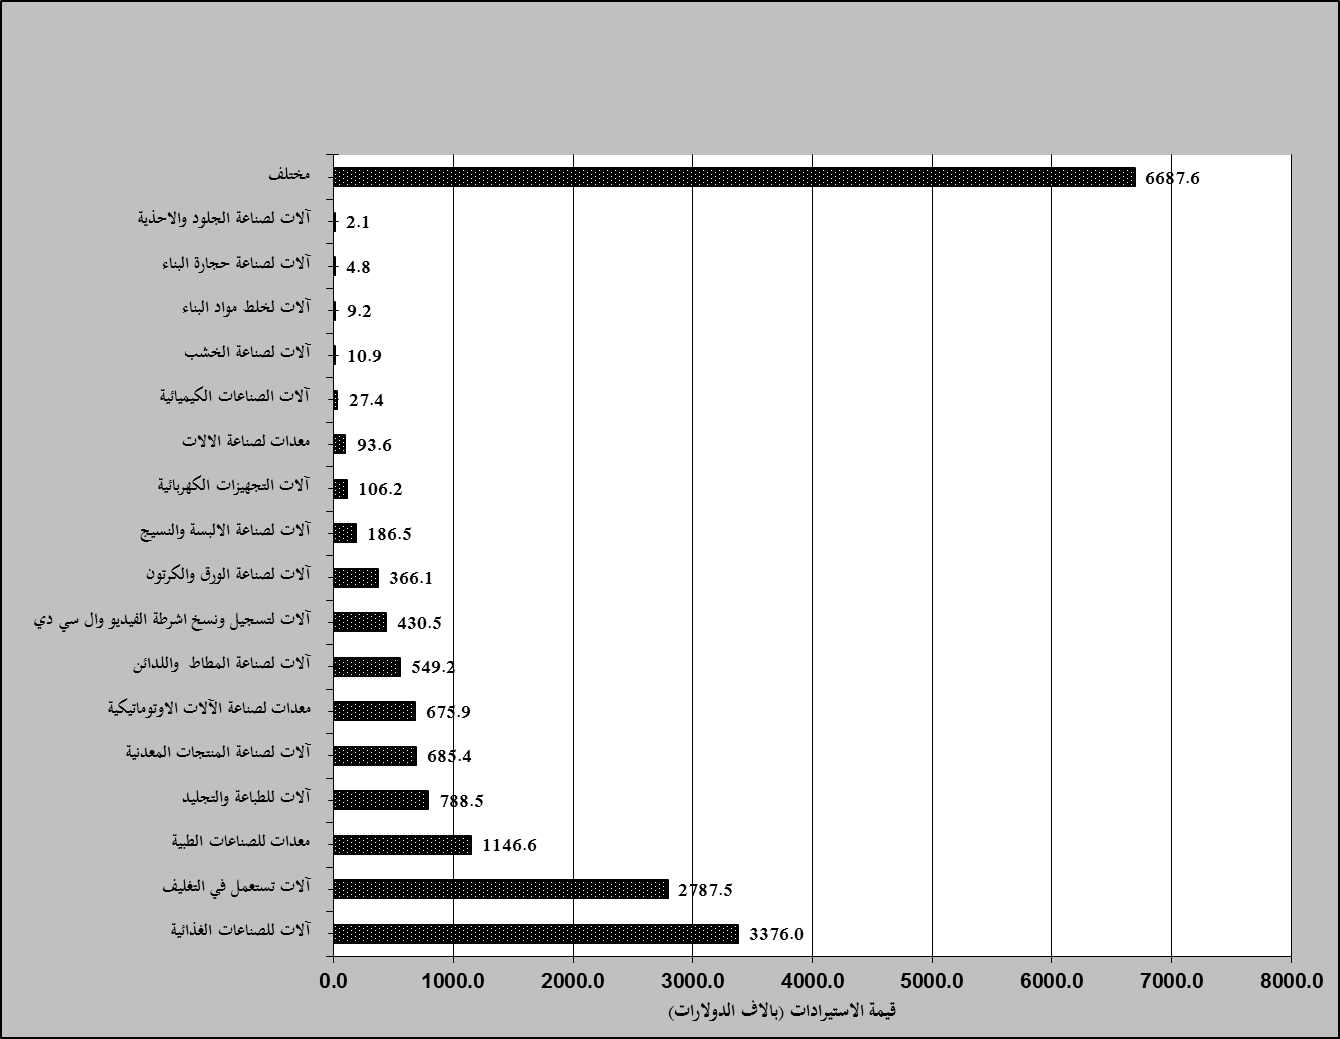 مختلف 6687.6
آلات لصناعة الجلود والاحذية 2.1
آلات لصناعة حجارة البناء 4.8
آلات لخلط مواد البناء 9.2
آلات لصناعة الخشب 10.9
آلات الصناعات الكيميائية 27.4
معدات لصناعة الالات 93.6
آلات التجهيزات الكهربائية 106.2
آلات لصناعة الالبسة والنسيج 186.5
آلات لصناعة الورق والكرتون 366.1
آلات لتسجيل ونسخ اشرطة الفيديو وال سي دي 430.5
آلات لصناعة المطاط واللدائن 549.2
معدات لصناعة الآلات الاوتوماتيكية 675.9
آلات لصناعة المنتجات المعدنية 685.4
آلات للطباعة والتجليد 788.5
معدات للصناعات الطبية 1146.6
آلات تستعمل في التغليف 2787.5
آلات للصناعات الغذائية 3376.0
0.0 1000.0 2000.0 3000.0 4000.0 5000.0 6000.0 7000.0 8000.0
قيمة الاستيرادات (بالاف الدولارات)